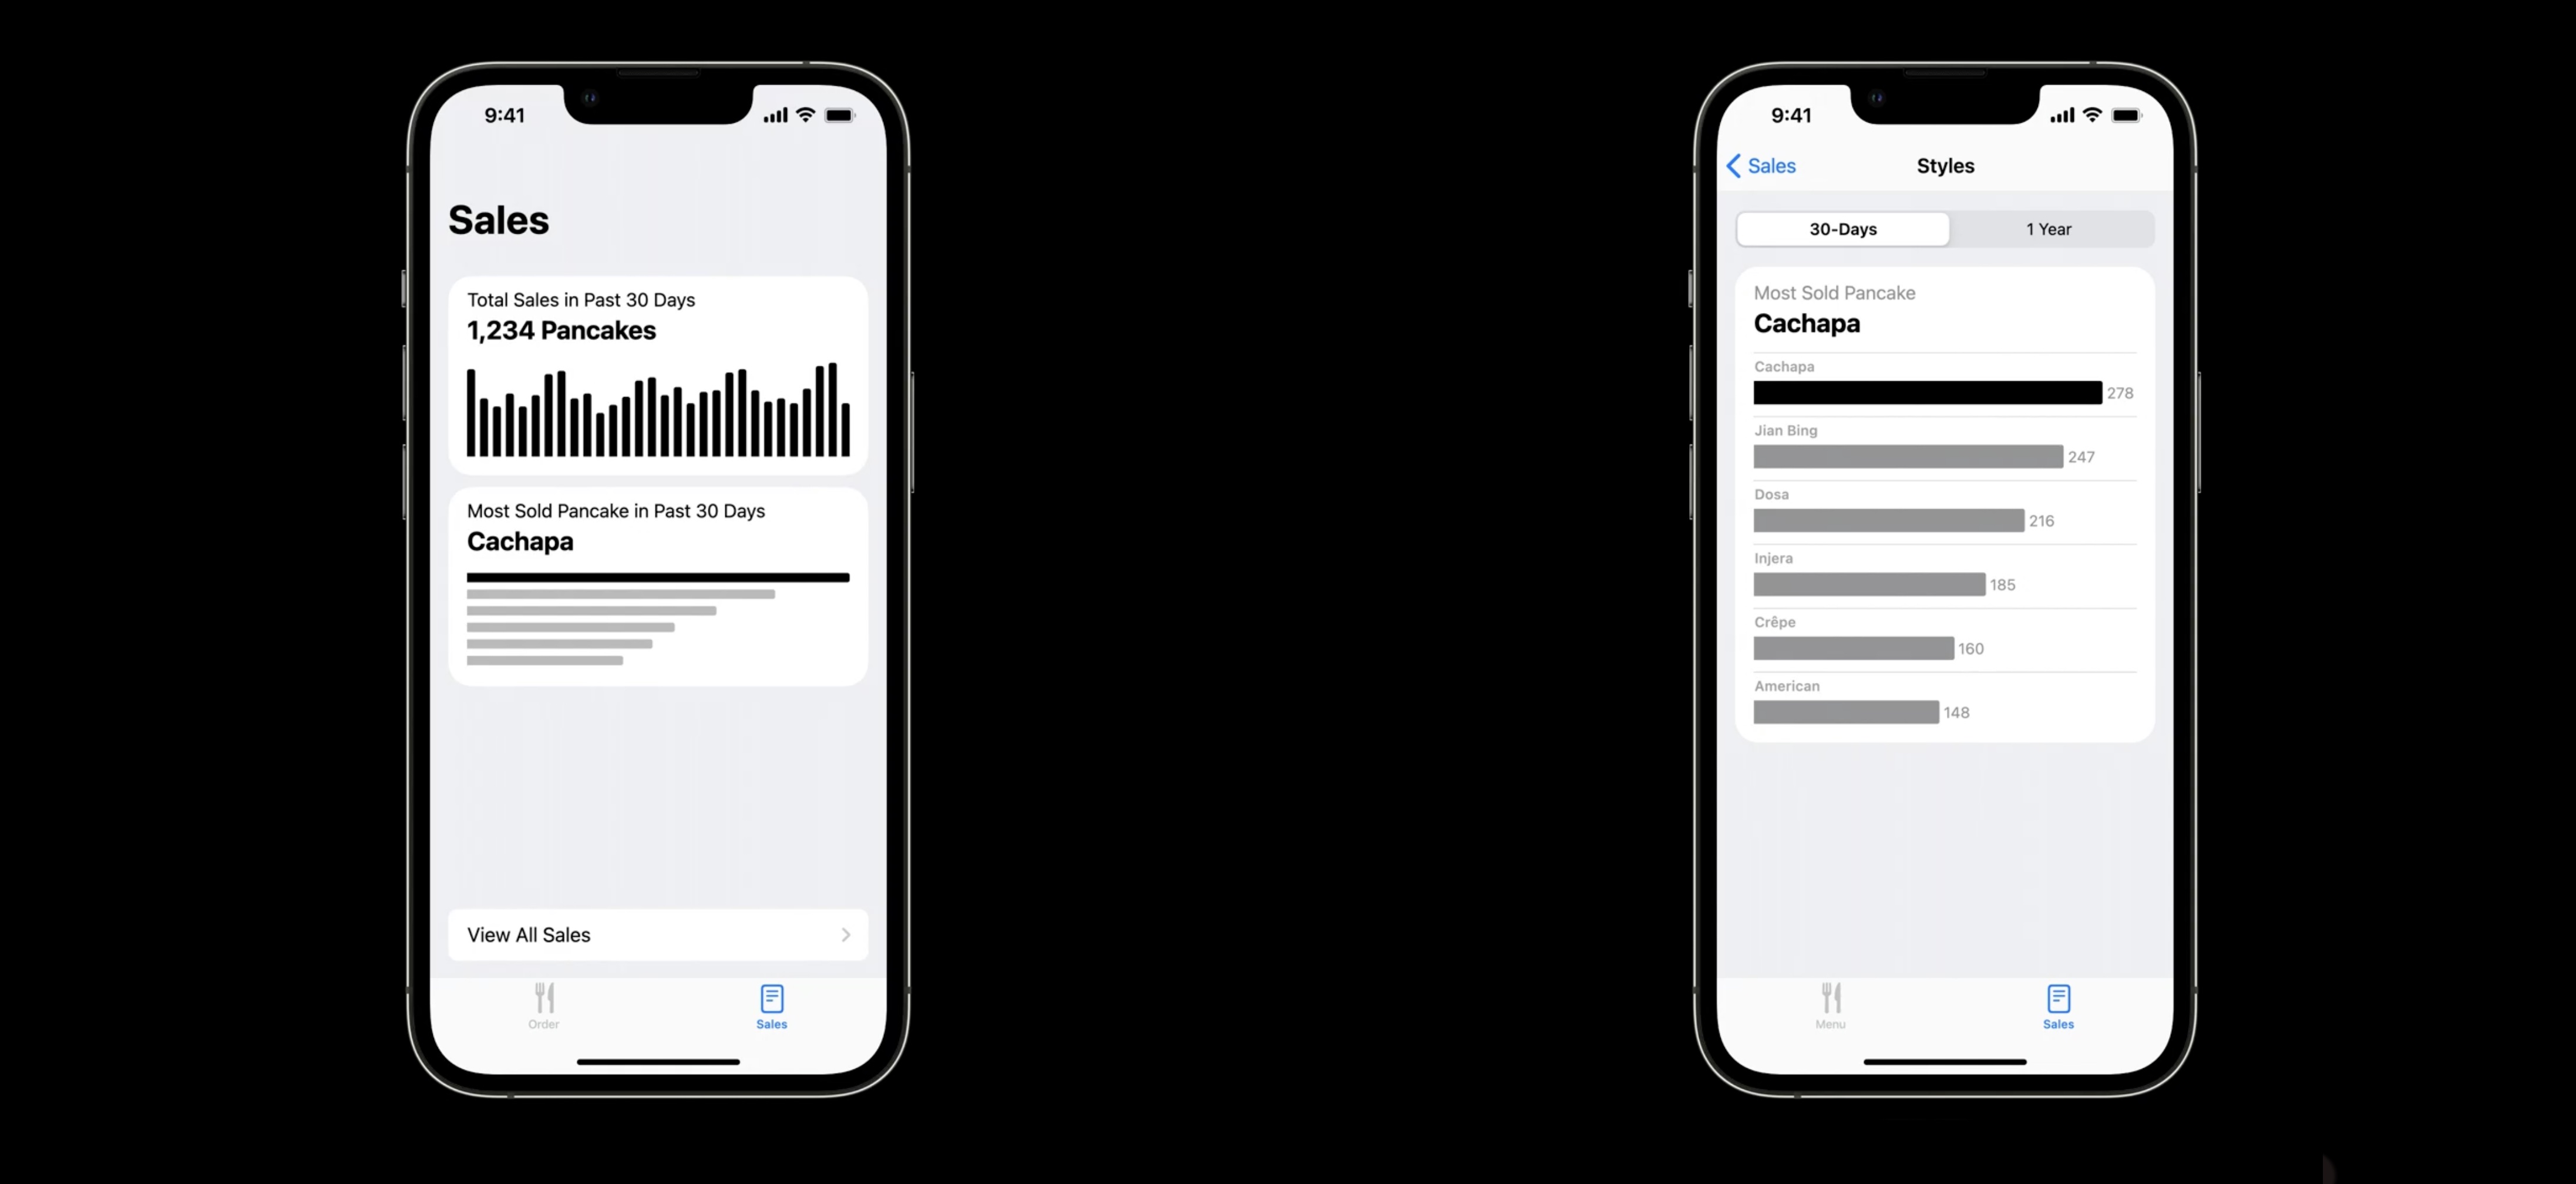 9:41
Sales
Total Sales in Past 30 Days
1,234 Pancakes
Most Sold Pancake in Past 30 Days
Cachapa
View All Sales
Order
Sales
9:41
Sales
Styles
30-Days
1 Year
Most Sold Pancake
Cachapa
Cachapa
278
Jian Bing
247
Dosa
216
Injera
185
Crêpe
160
American
148
Menu
Sales